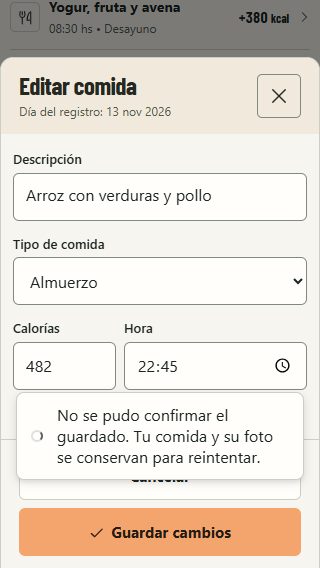 Yogur, fruta y avena
+380 kcal
08:30 hs • Desayuno
Editar comida
Día del registro: 13 nov 2026
Descripción
Arroz con verduras y pollo
Tipo de comida
Almuerzo
Calorías
Hora
482
22:45
No se pudo confirmar el
guardado. Tu comida y su foto
se conservan para reintentar.
Guardar cambios